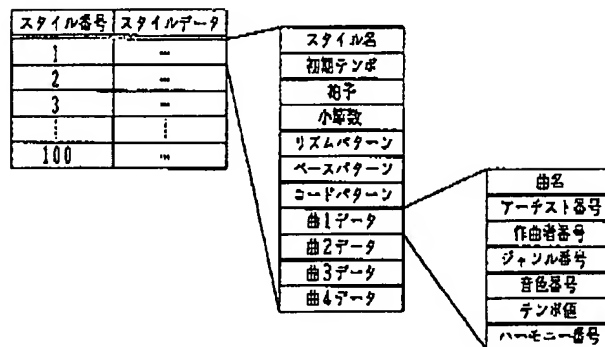 スタイル番号 スタイルデータ
1 …
2 …
3 …
100 …
スタイル名
初期テンポ
拍子
小節数
リズムパターン
ベースパターン
コードパターン
曲1データ
曲2データ
曲3データ
曲4データ
曲名
アーチスト番号
作曲者番号
ジャンル番号
音色番号
テンポ値
ハーモニー番号